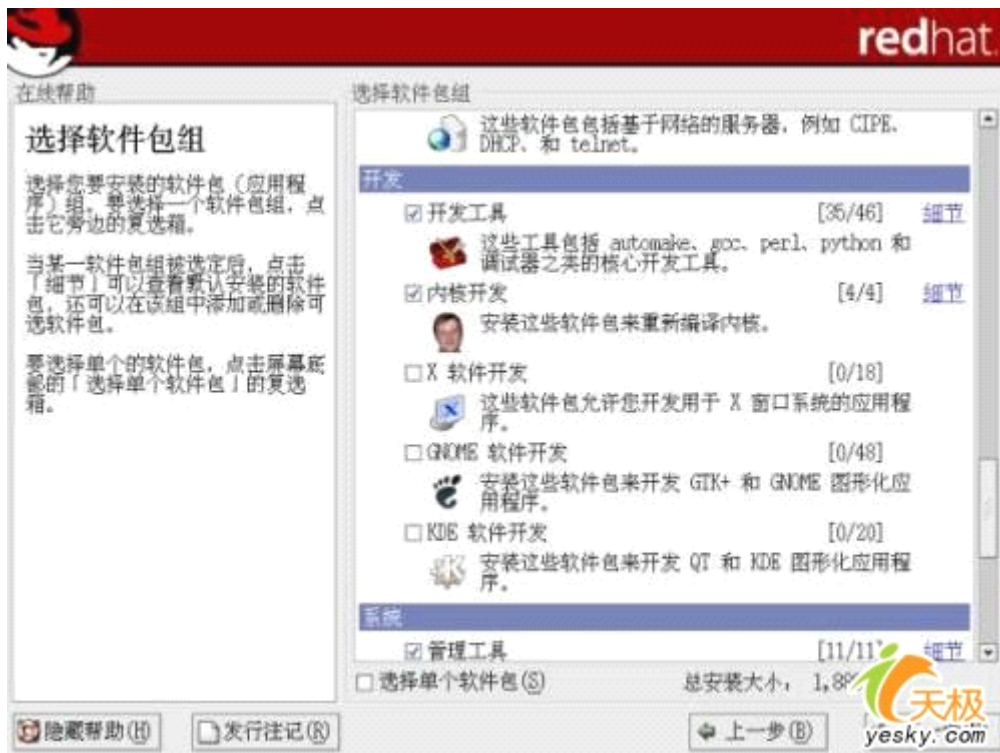 redhat.
在线帮助
选择软件包组
选择您要安装的软件包（应用程
序）组。要选择一个软件包组，点
击它旁边的复选箱。
当某一软件包组被选定后，点击
「细节」可以查看默认安装的软件
包，还可以在该组中添加或删除可
选软件包。
要选择单个的软件包，点击屏幕底
部的「选择单个软件包」的复选
箱。
选择软件包组
这些软件包包括基于网络的服务器，例如 CIPE、
DHCP、和 telnet。
开发
开发工具 [35/46] 细节
这些工具包括 automake、gcc、perl、python 和
调试器之类的核心开发工具。
内核开发 [4/4] 细节
安装这些软件包来重新编译内核。
X 软件开发 [0/18]
这些软件包允许您开发用于 X 窗口系统的应用程
序。
GNOME 软件开发 [0/48]
安装这些软件包来开发 GTK+ 和 GNOME 图形化应
用程序。
KDE 软件开发 [0/20]
安装这些软件包来开发 QT 和 KDE 图形化应用程
序。
系统
管理工具 [11/11] 细节
选择单个软件包(S) 总安装大小：
隐藏帮助(H) 发行注记(R) 上一步(B)
天极
yesky.com